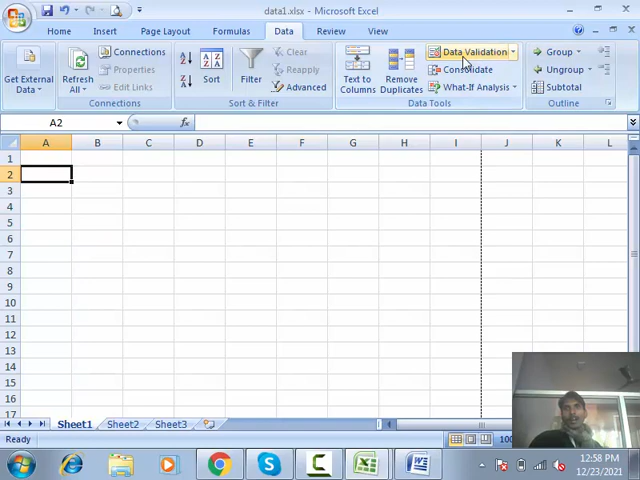 data1.xlsx - Microsoft Excel
Home Insert Page Layout Formulas Data Review View
Get External Data
Refresh All
Connections
Properties
Edit Links
Connections
A Z
Z A
Sort
Filter
Clear
Reapply
Advanced
Sort & Filter
Text to Columns
Remove Duplicates
Data Validation
Consolidate
What-If Analysis
Data Tools
Group
Ungroup
Subtotal
Outline
A2 fx
A B C D E F G H I J K L
1
2
3
4
5
6
7
8
9
10
11
12
13
14
15
16
17
Sheet1 Sheet2 Sheet3
Ready 100
12:58 PM
12/23/2021